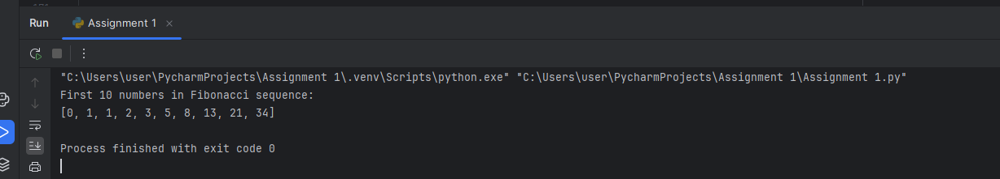 Run
Assignment 1
"C:\Users\user\PycharmProjects\Assignment 1\.venv\Scripts\python.exe" "C:\Users\user\PycharmProjects\Assignment 1\Assignment 1.py"
First 10 numbers in Fibonacci sequence:
[0, 1, 1, 2, 3, 5, 8, 13, 21, 34]
Process finished with exit code 0